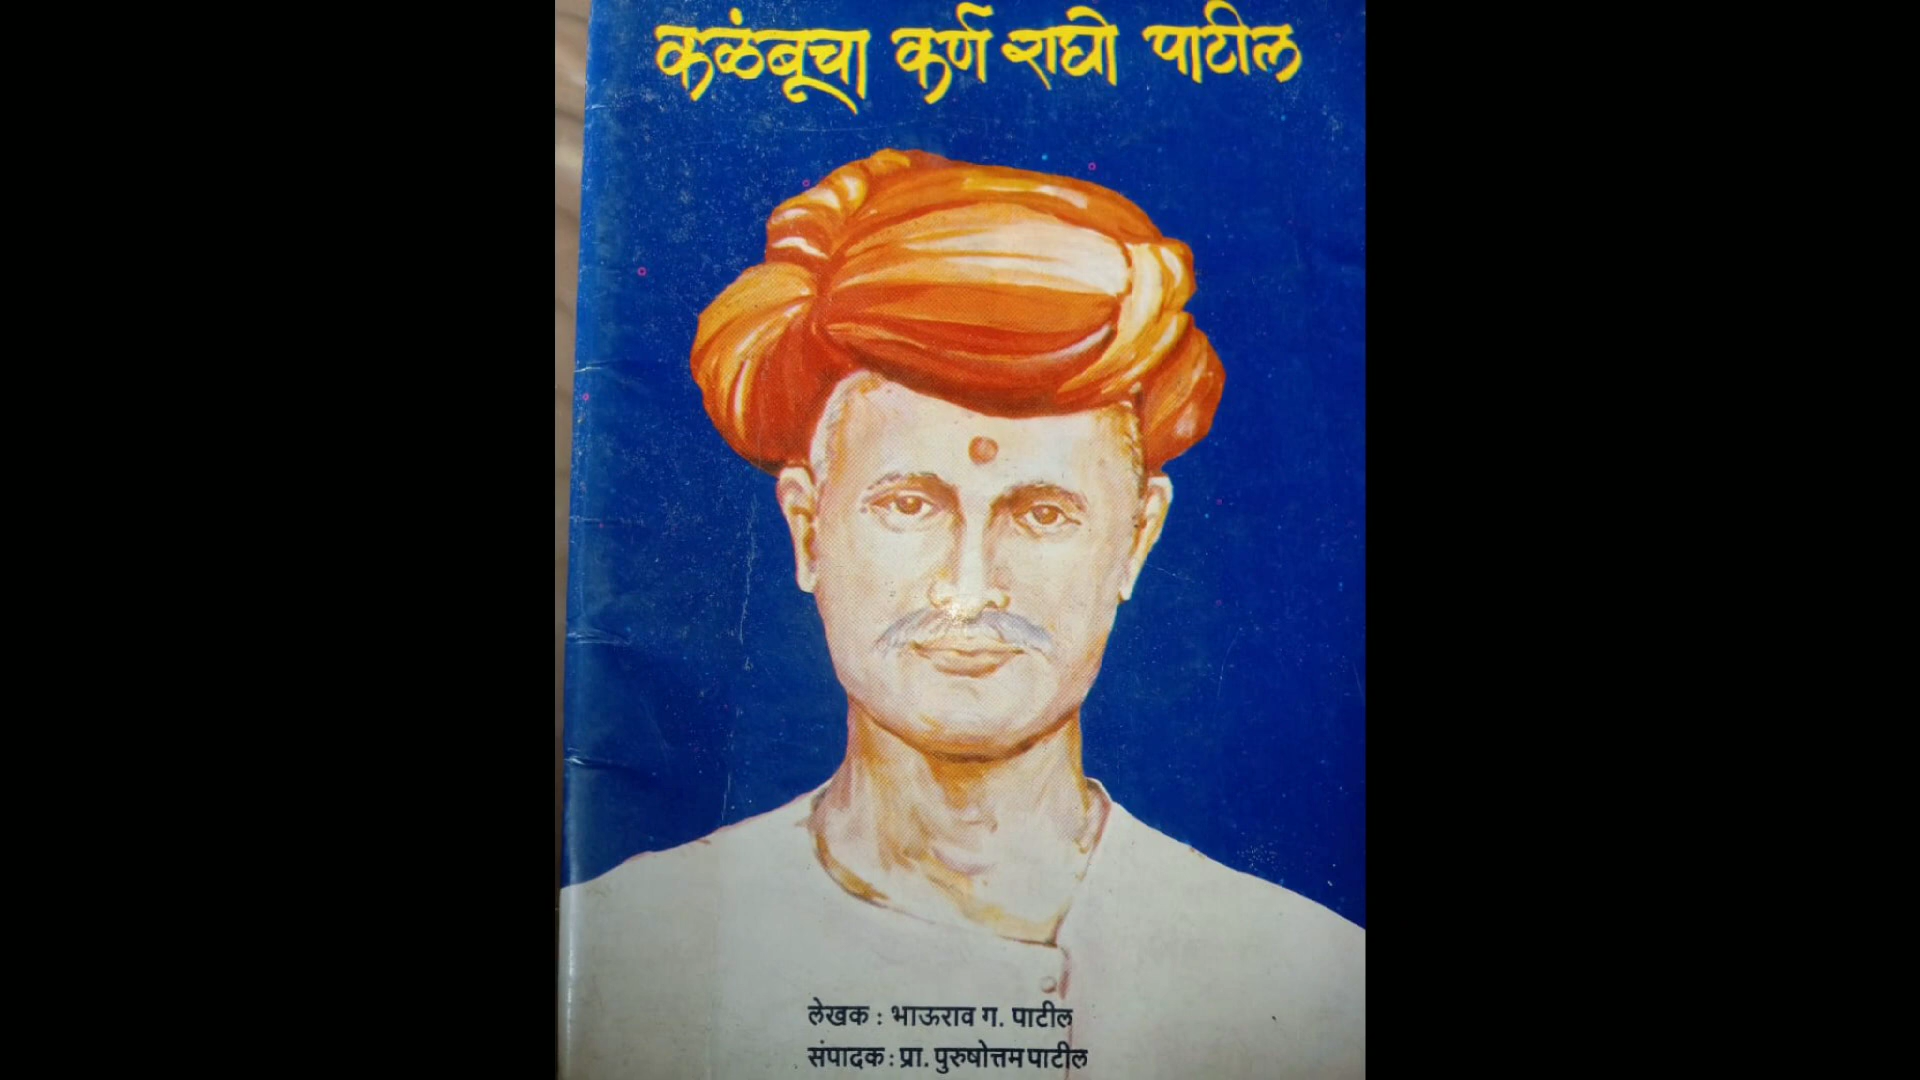 कळंबूचा कर्ण राघो पाटील
लेखक : भाऊराव ग. पाटील
संपादक : प्रा. पुरुषोत्तम पाटील